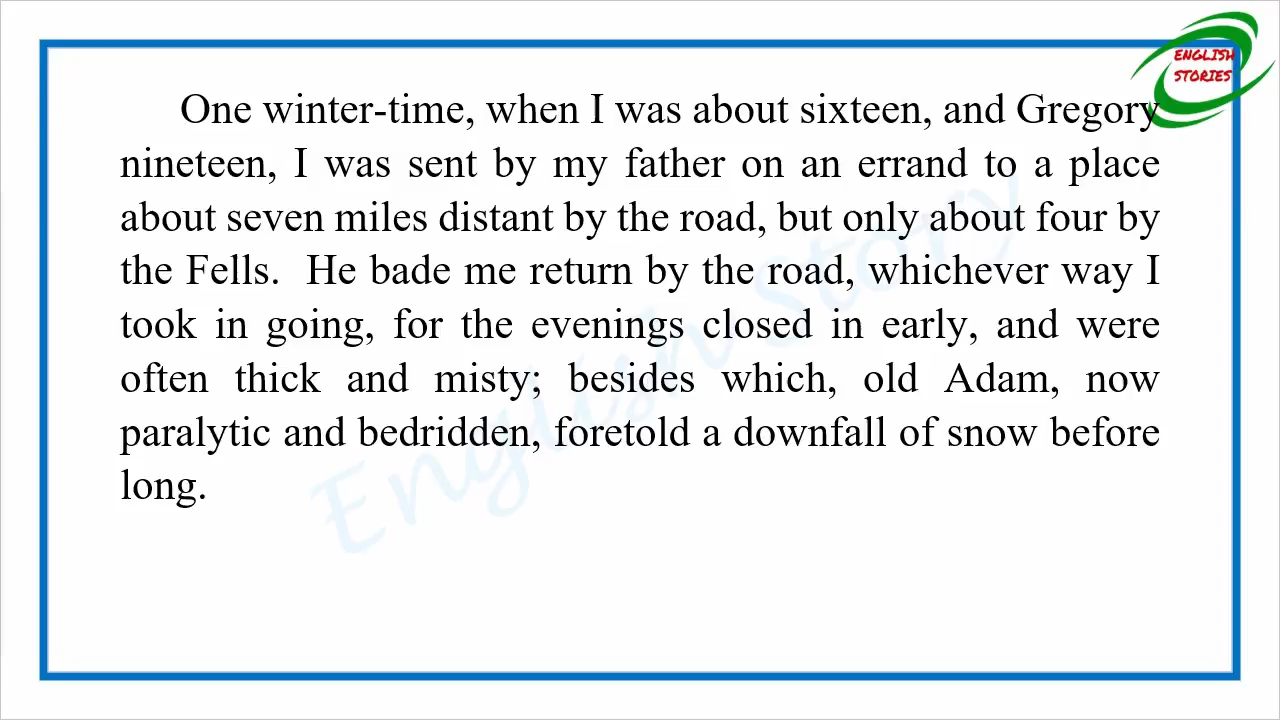 ENGLISH
STORIES
One winter-time, when I was about sixteen, and Gregory
nineteen, I was sent by my father on an errand to a place
about seven miles distant by the road, but only about four by
the Fells.  He bade me return by the road, whichever way I
took in going, for the evenings closed in early, and were
often thick and misty; besides which, old Adam, now
paralytic and bedridden, foretold a downfall of snow before
long.
English Story